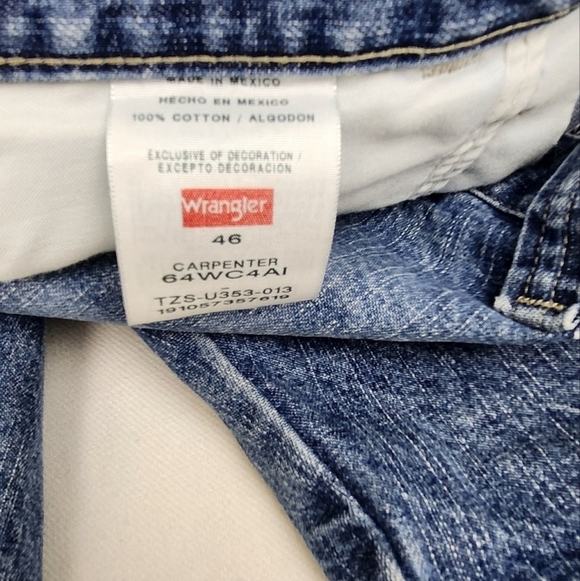 MADE IN MEXICO
HECHO EN MEXICO
100% COTTON / ALGODON
EXCLUSIVE OF DECORATION /
EXCEPTO DECORACION
Wrangler
46
CARPENTER
64WC4AI
TZS-U353-013
191057357619